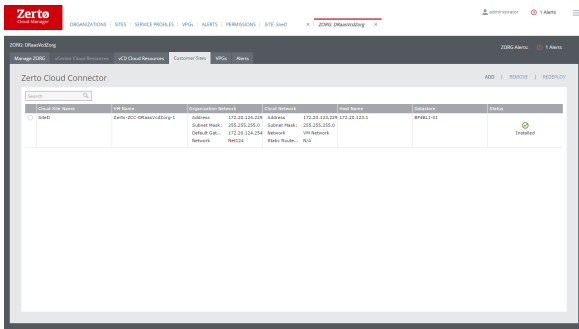 Zerto
Cloud Manager
ORGANIZATIONS | SITES | SERVICE PROFILES | VPGs | ALERTS | PERMISSIONS | SITE: SiteD × | ZORG: DRaasVcdZorg ×
administrator 1 Alerts
ZORG: DRaasVcdZorg
ZORG Alerts: 1 Alerts
Manage ZORG vCenter Cloud Resources vCD Cloud Resources Customer Sites VPGs Alerts
Zerto Cloud Connector
ADD | REMOVE | REDEPLOY
Search
Cloud Site Name VM Name Organization Network Cloud Network Host Name Datastore Status
SiteD Zerto-ZCC-DRaasVcdZorg-1 Address 172.20.124.229 Address 172.20.123.229 172.20.123.1 BF4BL1-01
Subnet Mask: 255.255.255.0 Subnet Mask: 255.255.255.0
Default Gat... 172.20.124.254 Network VM Network
Network Net124 Static Route... N/A
Installed